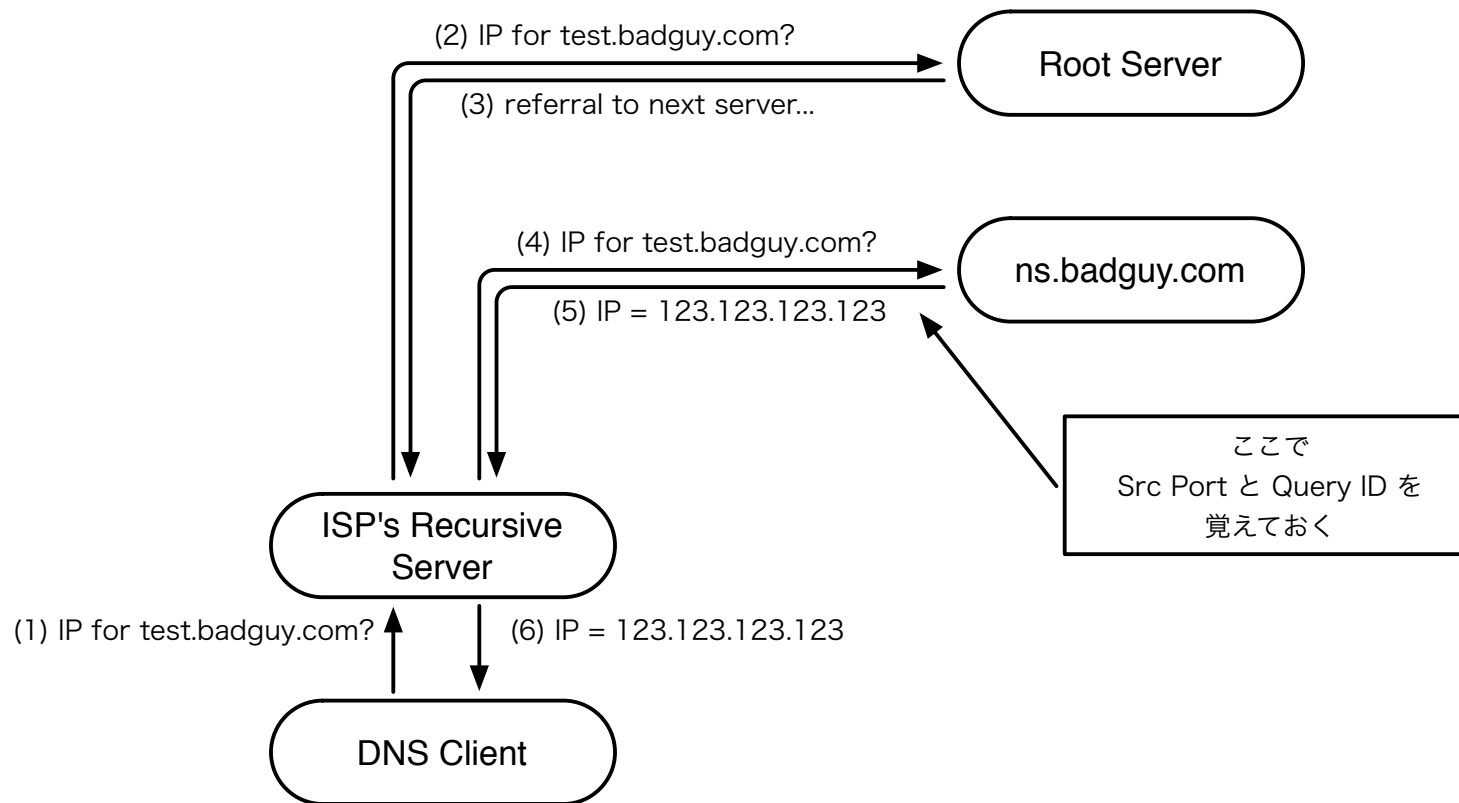 (2) IP for test.badguy.com?
Root Server
(3) referral to next server...
(4) IP for test.badguy.com?
ns.badguy.com
(5) IP = 123.123.123.123
ここで
Src Port と Query ID を
覚えておく
ISP's Recursive
Server
(1) IP for test.badguy.com?
(6) IP = 123.123.123.123
DNS Client